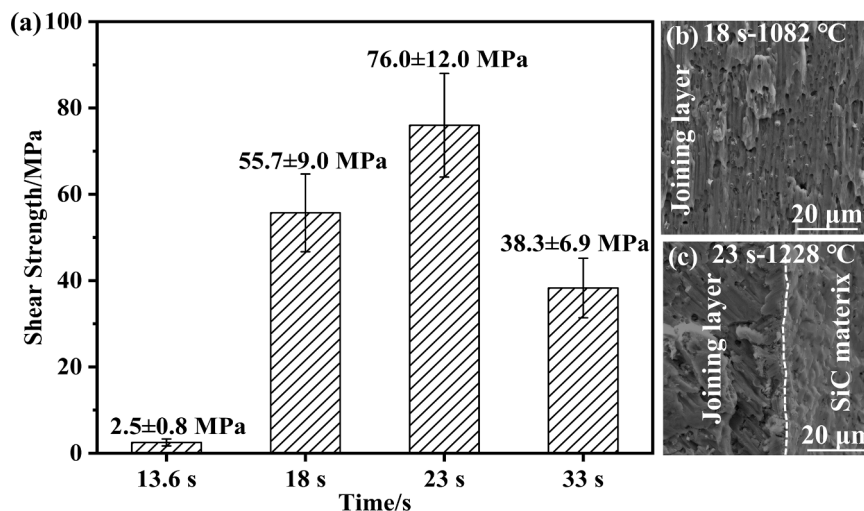 (a)
100
80
60
40
20
0
Shear Strength/MPa
2.5±0.8 MPa
55.7±9.0 MPa
76.0±12.0 MPa
38.3±6.9 MPa
13.6 s
18 s
23 s
33 s
Time/s
(b) 18 s-1082 ℃
Joining layer
20 μm
(c) 23 s-1228 ℃
Joining layer
SiC materix
20 μm